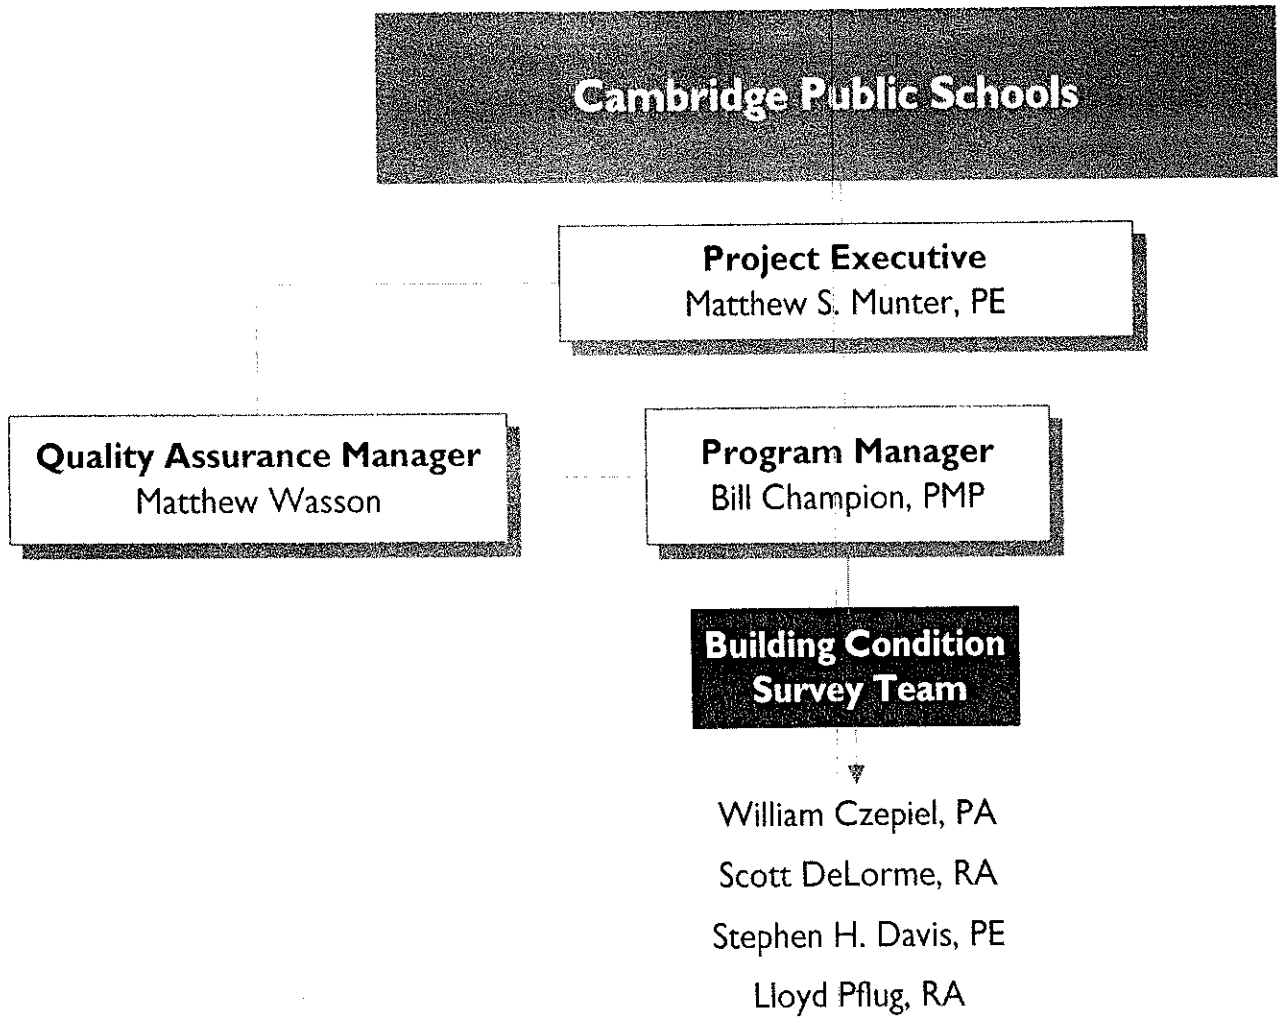 Cambridge Public Schools
Project Executive
Matthew S. Munter, PE
Quality Assurance Manager
Matthew Wasson
Program Manager
Bill Champion, PMP
Building Condition
Survey Team
William Czepiel, PA
Scott DeLorme, RA
Stephen H. Davis, PE
Lloyd Pflug, RA